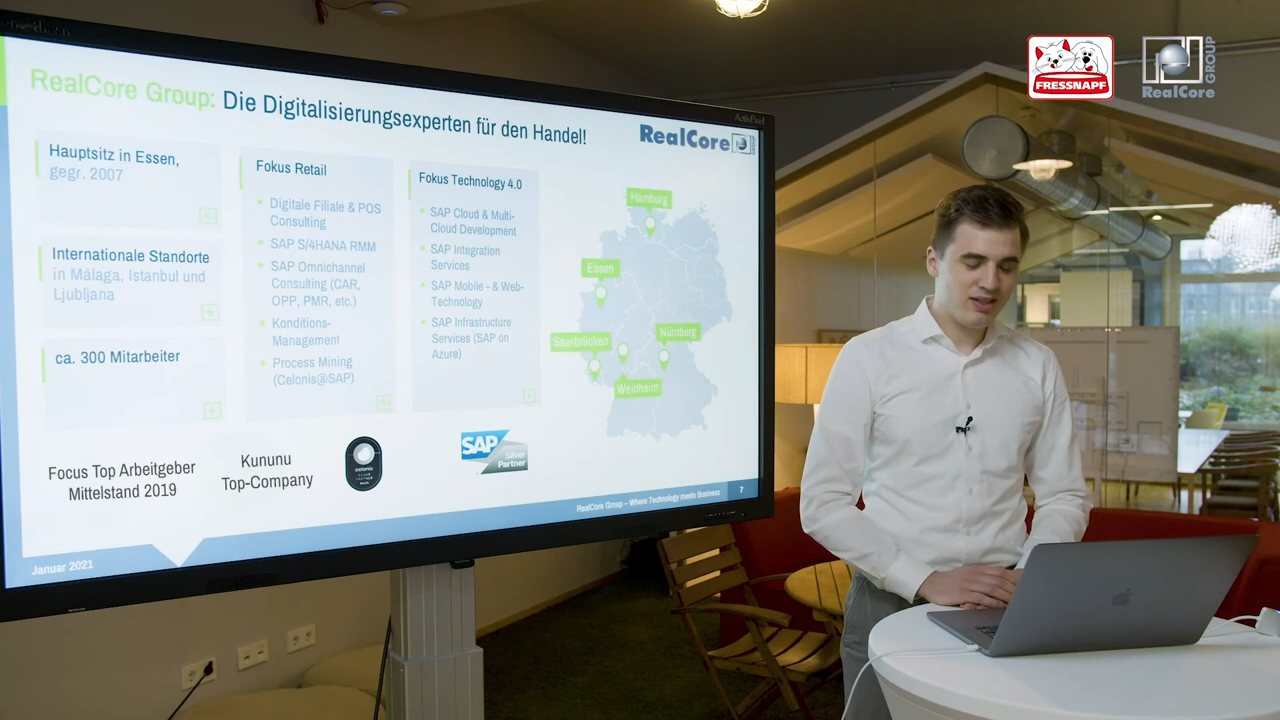 RealCore Group: Die Digitalisierungsexperten für den Handel!
RealCore
GROUP
Hauptsitz in Essen,
gegr. 2007
Internationale Standorte
in Málaga, Istanbul und
Ljubljana
ca. 300 Mitarbeiter
Fokus Retail
Digitale Filiale & POS
Consulting
SAP S/4HANA RMM
SAP Omnichannel
Consulting (CAR,
OPP, PMR, etc.)
Konditions-
Management
Process Mining
(Celonis@SAP)
Fokus Technology 4.0
SAP Cloud & Multi-
Cloud Development
SAP Integration
Services
SAP Mobile - & Web-
Technology
SAP Infrastructure
Services (SAP on
Azure)
Hamburg
Essen
Saarbrücken
Nürnberg
Weinheim
Focus Top Arbeitgeber
Mittelstand 2019
Kununu
Top-Company
celonis
SAP
Silver
Partner
RealCore Group – Where Technology meets Business
7
Januar 2021
ActivPanel
FRESSNAPF
RealCore
GROUP